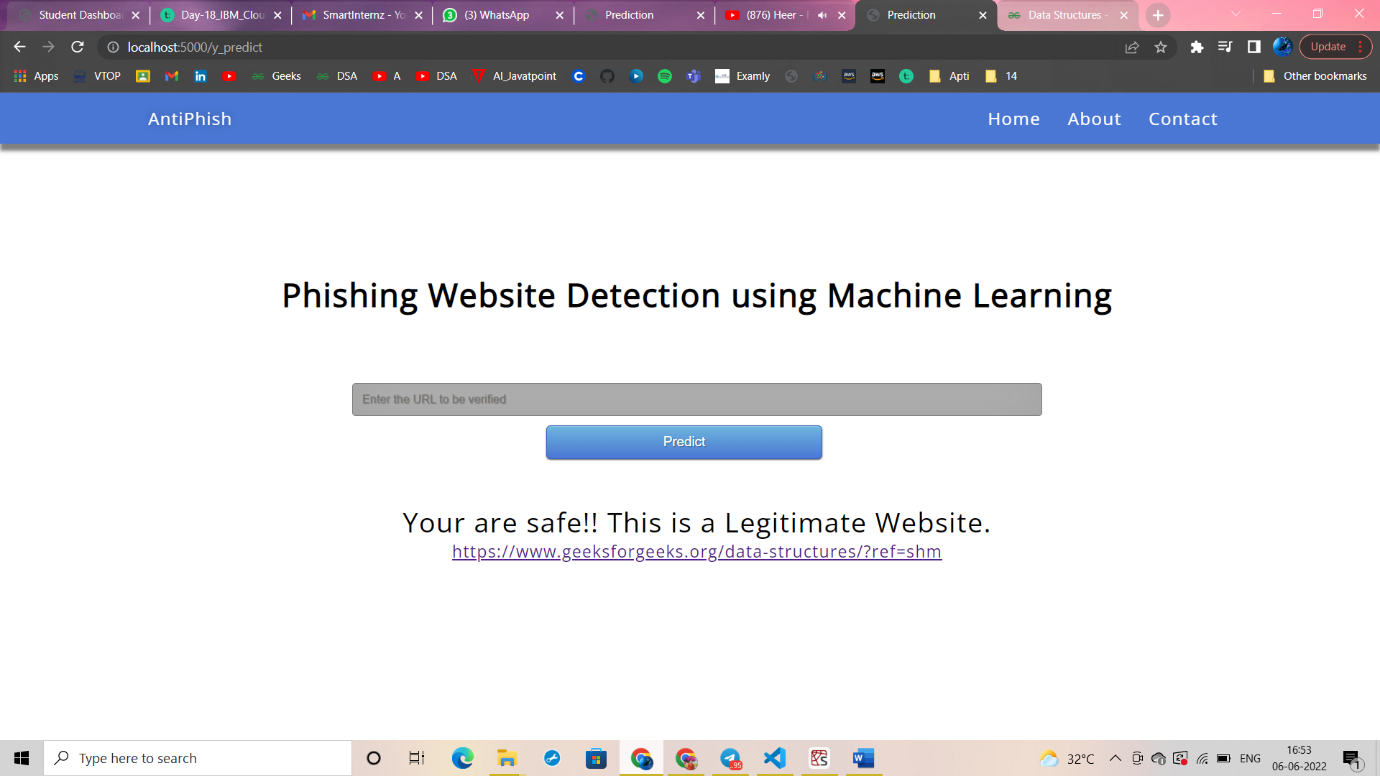 Student Dashboa
Day-18_IBM_Clou
SmartInternz - Yo
(3) WhatsApp
Prediction
(876) Heer -
Prediction
Data Structures -
localhost:5000/y_predict
Update
Apps
VTOP
Geeks
DSA
A
DSA
AI_Javatpoint
Examly
Apti
14
Other bookmarks
AntiPhish
Home
About
Contact
Phishing Website Detection using Machine Learning
Enter the URL to be verified
Predict
Your are safe!! This is a Legitimate Website.
https://www.geeksforgeeks.org/data-structures/?ref=shm
Type here to search
32°C
ENG
16:53
06-06-2022